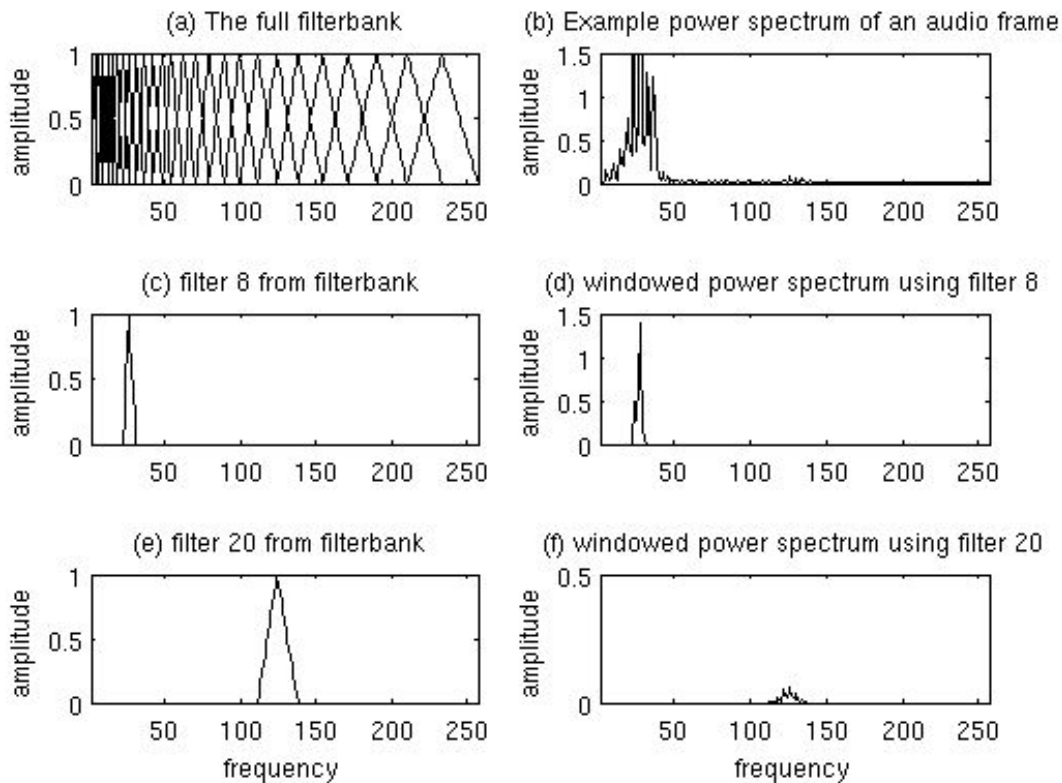 (a) The full filterbank
(b) Example power spectrum of an audio frame
amplitude
1
0.5
0
50 100 150 200 250
amplitude
1.5
1
0.5
0
50 100 150 200 250
(c) filter 8 from filterbank
(d) windowed power spectrum using filter 8
amplitude
1
0.5
0
50 100 150 200 250
amplitude
1.5
1
0.5
0
50 100 150 200 250
(e) filter 20 from filterbank
(f) windowed power spectrum using filter 20
amplitude
1
0.5
0
50 100 150 200 250
frequency
amplitude
0.5
0
50 100 150 200 250
frequency